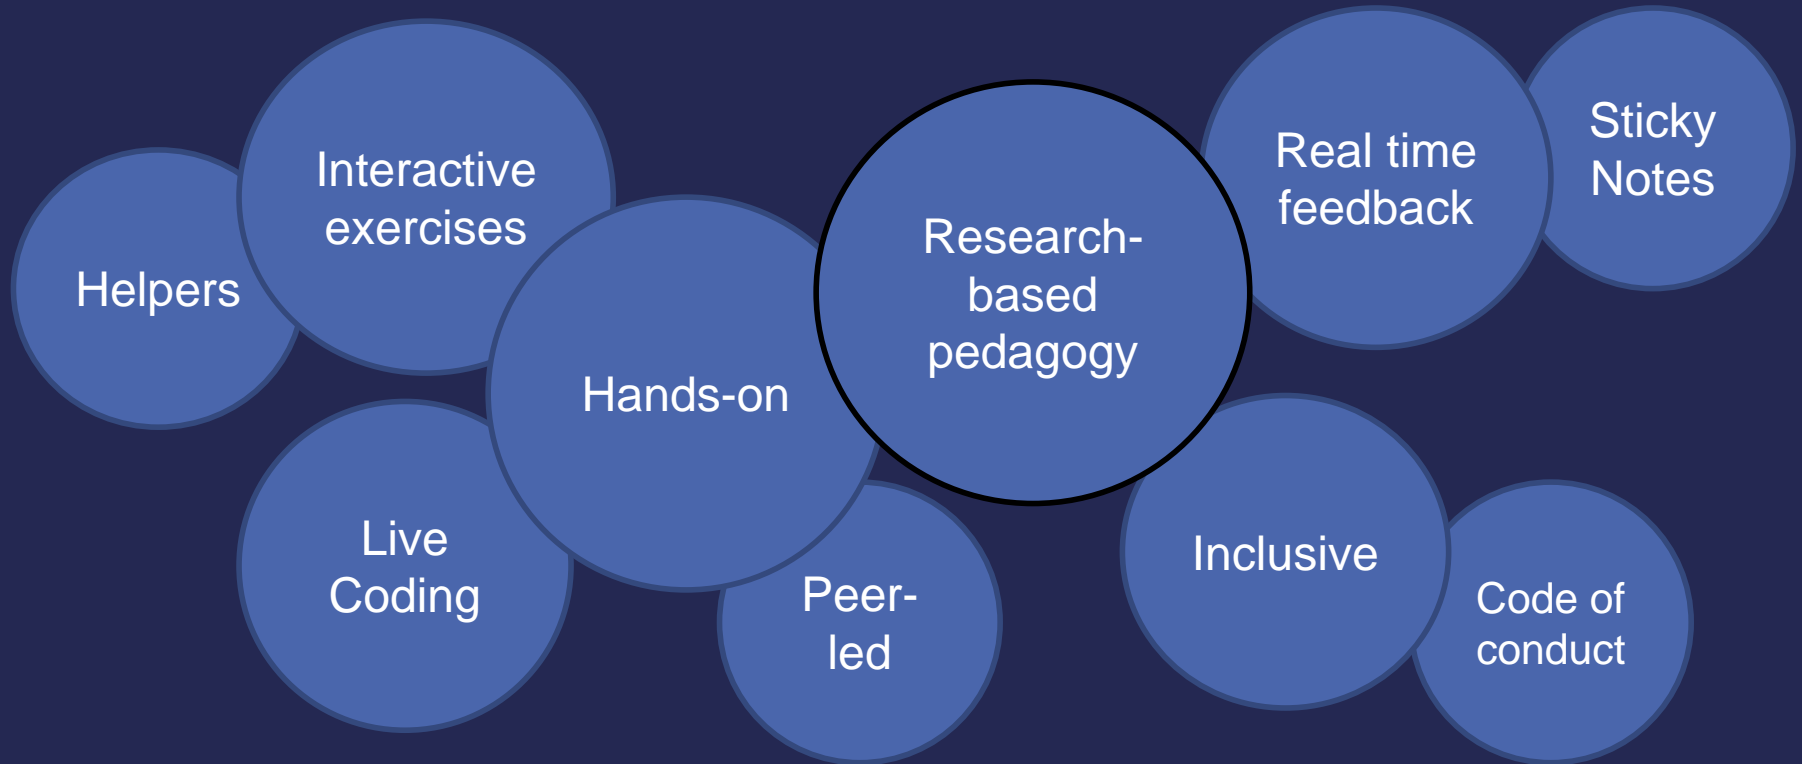 Helpers
Interactive
exercises
Hands-on
Live
Coding
Peer-
led
Research-
based
pedagogy
Real time
feedback
Sticky
Notes
Inclusive
Code of
conduct